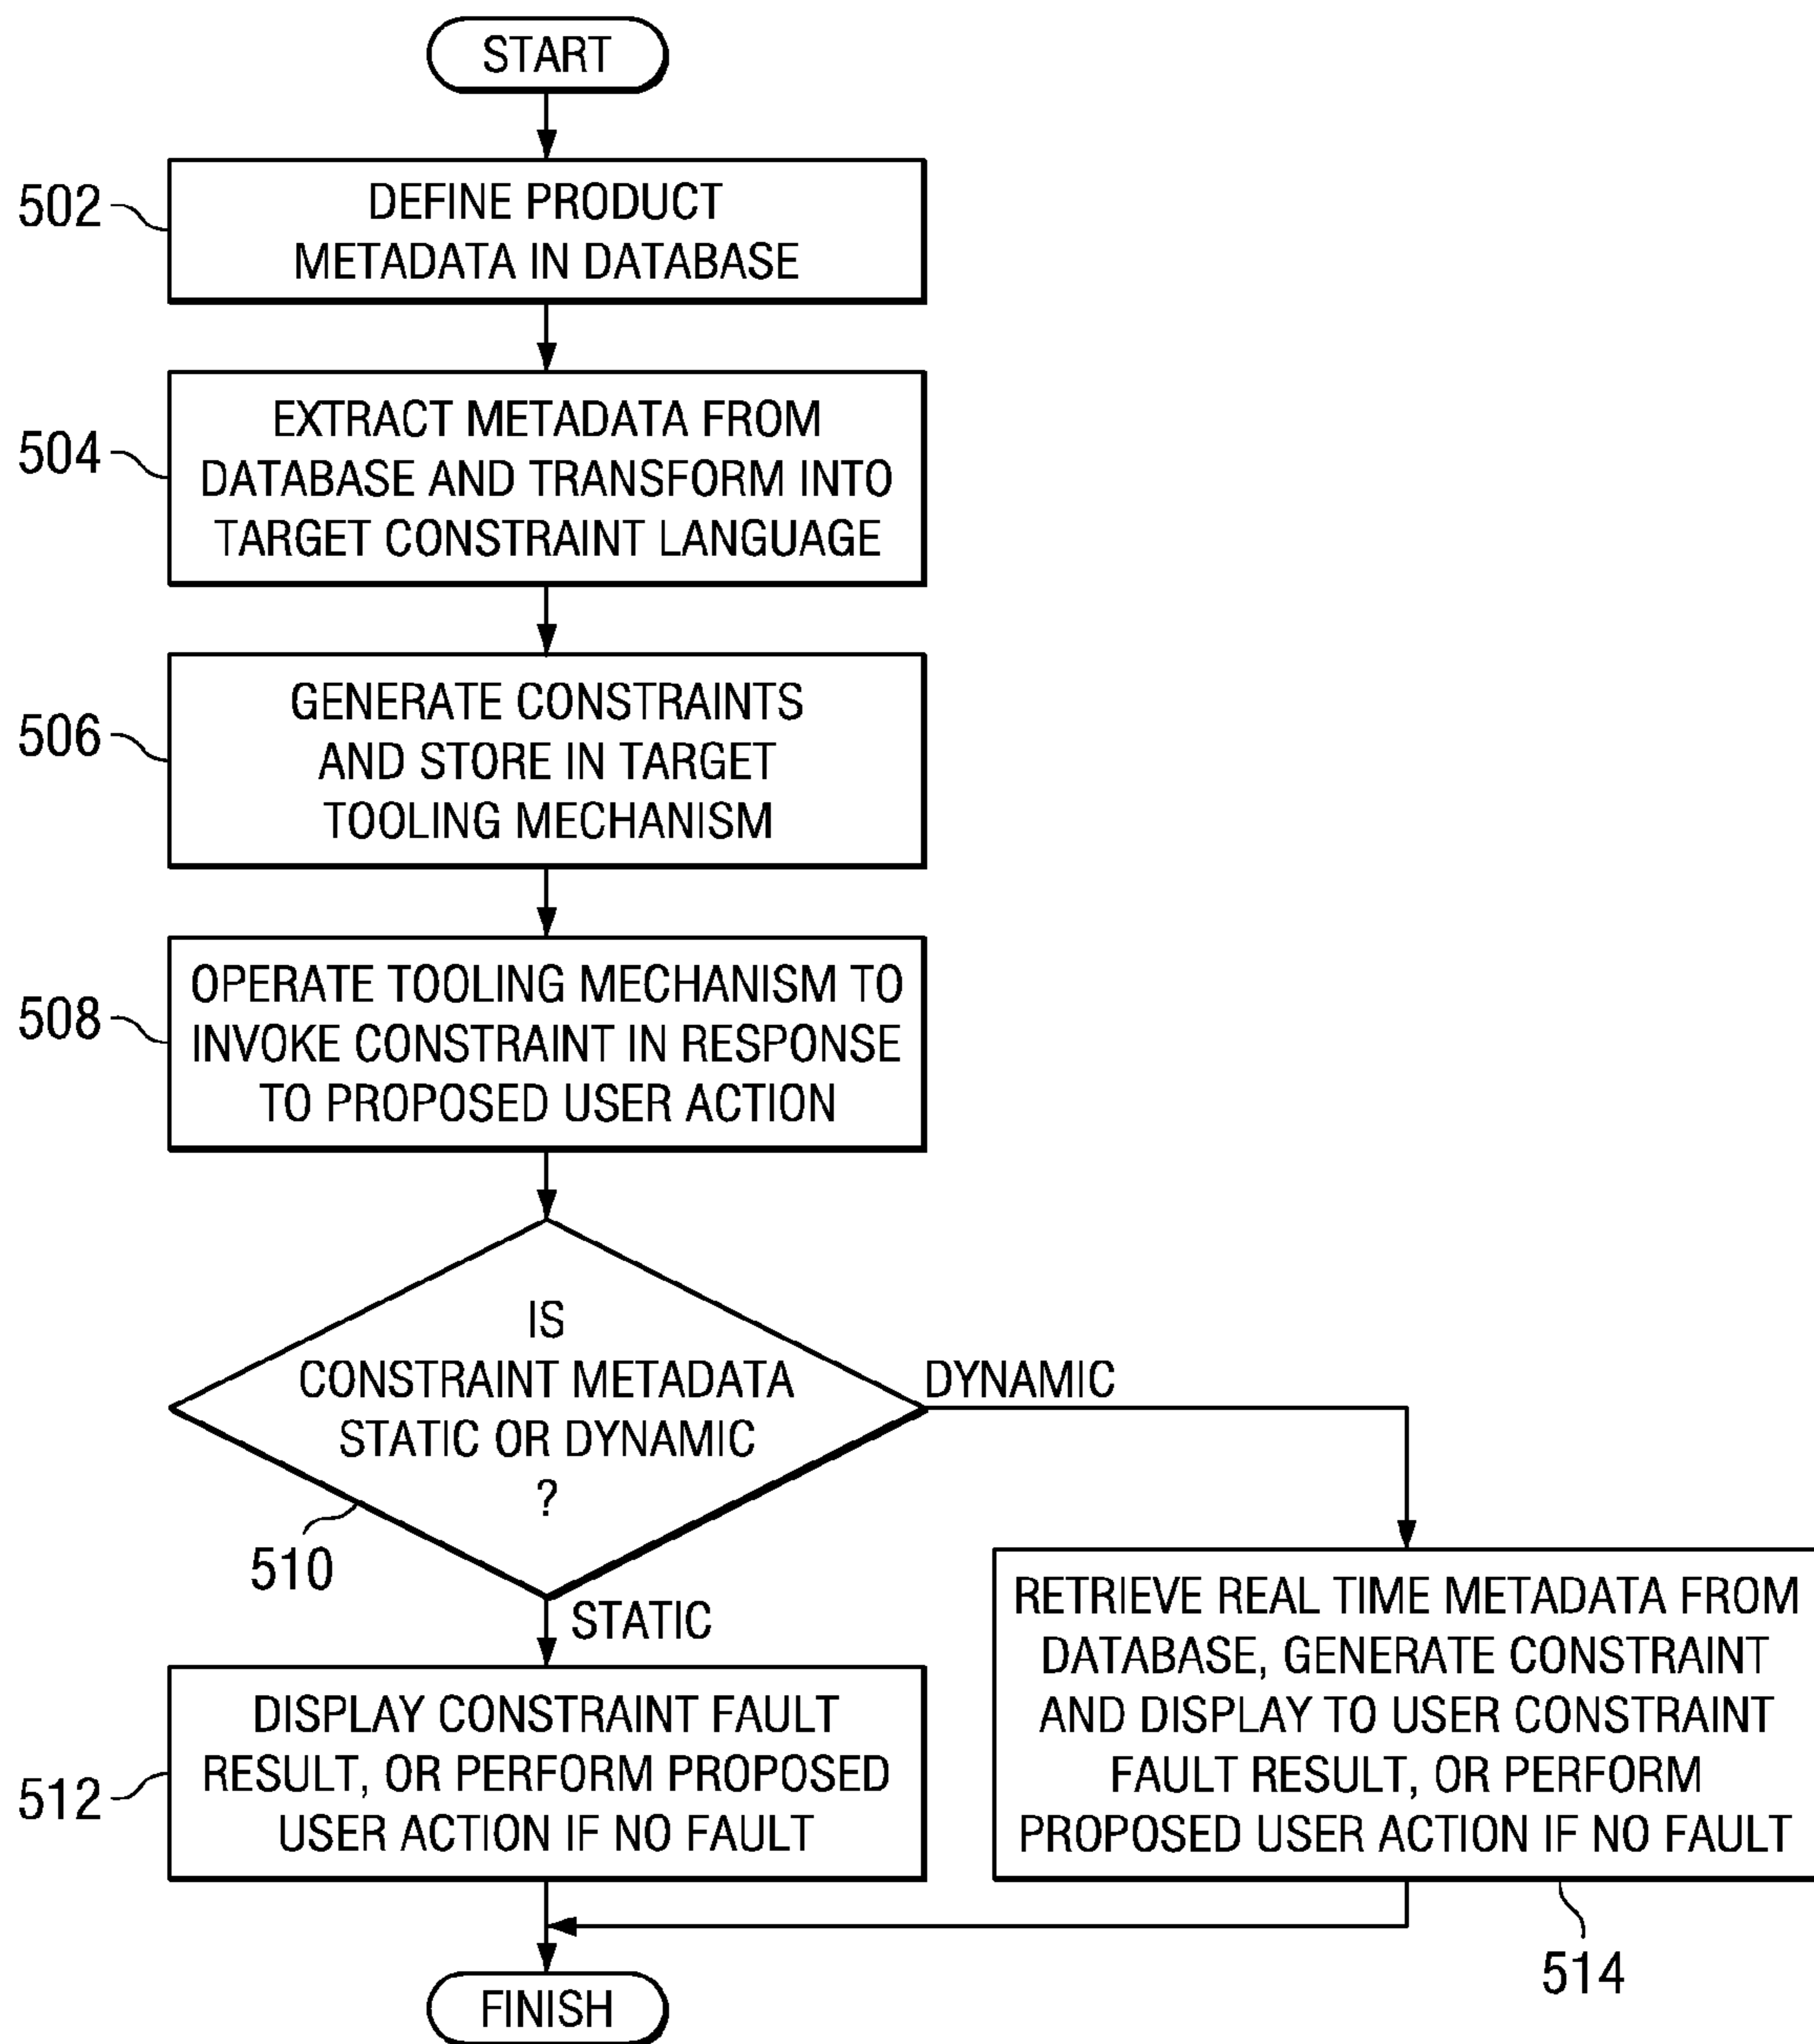 START
502
DEFINE PRODUCT
METADATA IN DATABASE
504
EXTRACT METADATA FROM
DATABASE AND TRANSFORM INTO
TARGET CONSTRAINT LANGUAGE
506
GENERATE CONSTRAINTS
AND STORE IN TARGET
TOOLING MECHANISM
508
OPERATE TOOLING MECHANISM TO
INVOKE CONSTRAINT IN RESPONSE
TO PROPOSED USER ACTION
IS
CONSTRAINT METADATA
STATIC OR DYNAMIC
?
510
DYNAMIC
STATIC
512
DISPLAY CONSTRAINT FAULT
RESULT, OR PERFORM PROPOSED
USER ACTION IF NO FAULT
RETRIEVE REAL TIME METADATA FROM
DATABASE, GENERATE CONSTRAINT
AND DISPLAY TO USER CONSTRAINT
FAULT RESULT, OR PERFORM
PROPOSED USER ACTION IF NO FAULT
514
FINISH